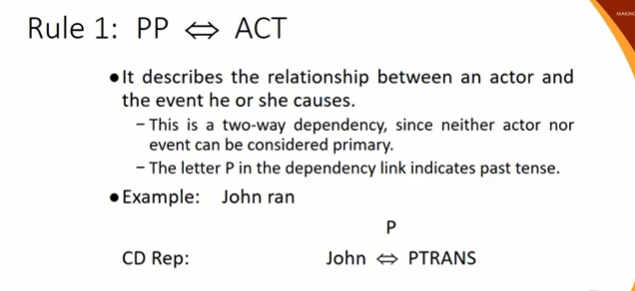 MAKING
Rule 1: PP ⇔ ACT
●It describes the relationship between an actor and
the event he or she causes.
– This is a two-way dependency, since neither actor nor
event can be considered primary.
– The letter P in the dependency link indicates past tense.
●Example: John ran
P
CD Rep: John ⇔ PTRANS